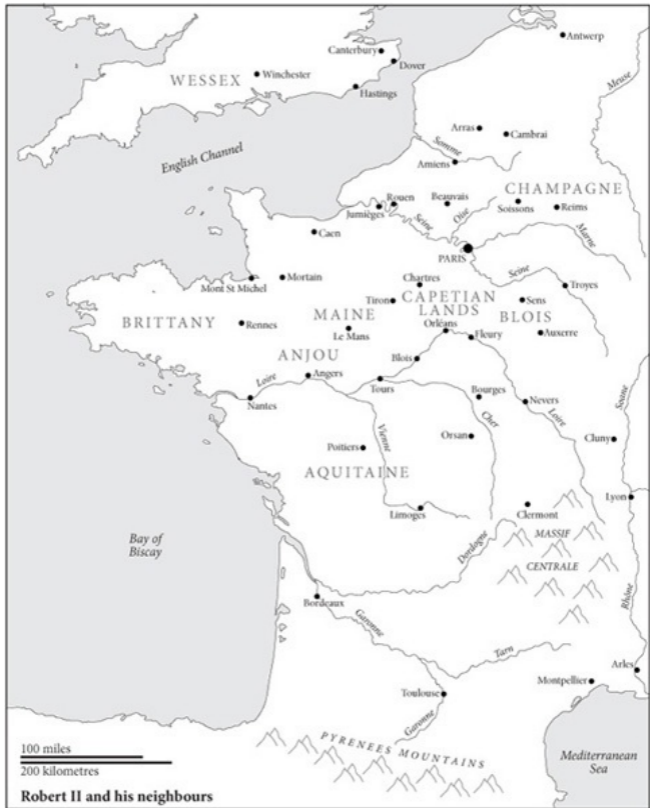 Antwerp
Canterbury
Dover
WESSEX
Winchester
Hastings
Meuse
English Channel
Arras
Cambrai
Somme
Amiens
CHAMPAGNE
Rouen
Beauvais
Jumièges
Oise
Soissons
Reims
Seine
Caen
PARIS
Marne
Mont St Michel
Mortain
Chartres
Seine
Troyes
Tiron
CAPETIAN
LANDS
Sens
BLOIS
BRITTANY
Rennes
MAINE
Le Mans
Orléans
Fleury
Auxerre
ANJOU
Blois
Loire
Angers
Tours
Bourges
Nevers
Loire
Soane
Nantes
Cher
Vienne
Orsan
Cluny
Poitiers
AQUITAINE
Lyon
Limoges
Clermont
Bay of
Biscay
Dordogne
MASSIF
CENTRALE
Bordeaux
Rhône
Garonne
Tarn
Arles
Montpellier
Toulouse
Garonne
PYRENEES MOUNTAINS
Mediterranean
Sea
100 miles
200 kilometres
Robert II and his neighbours